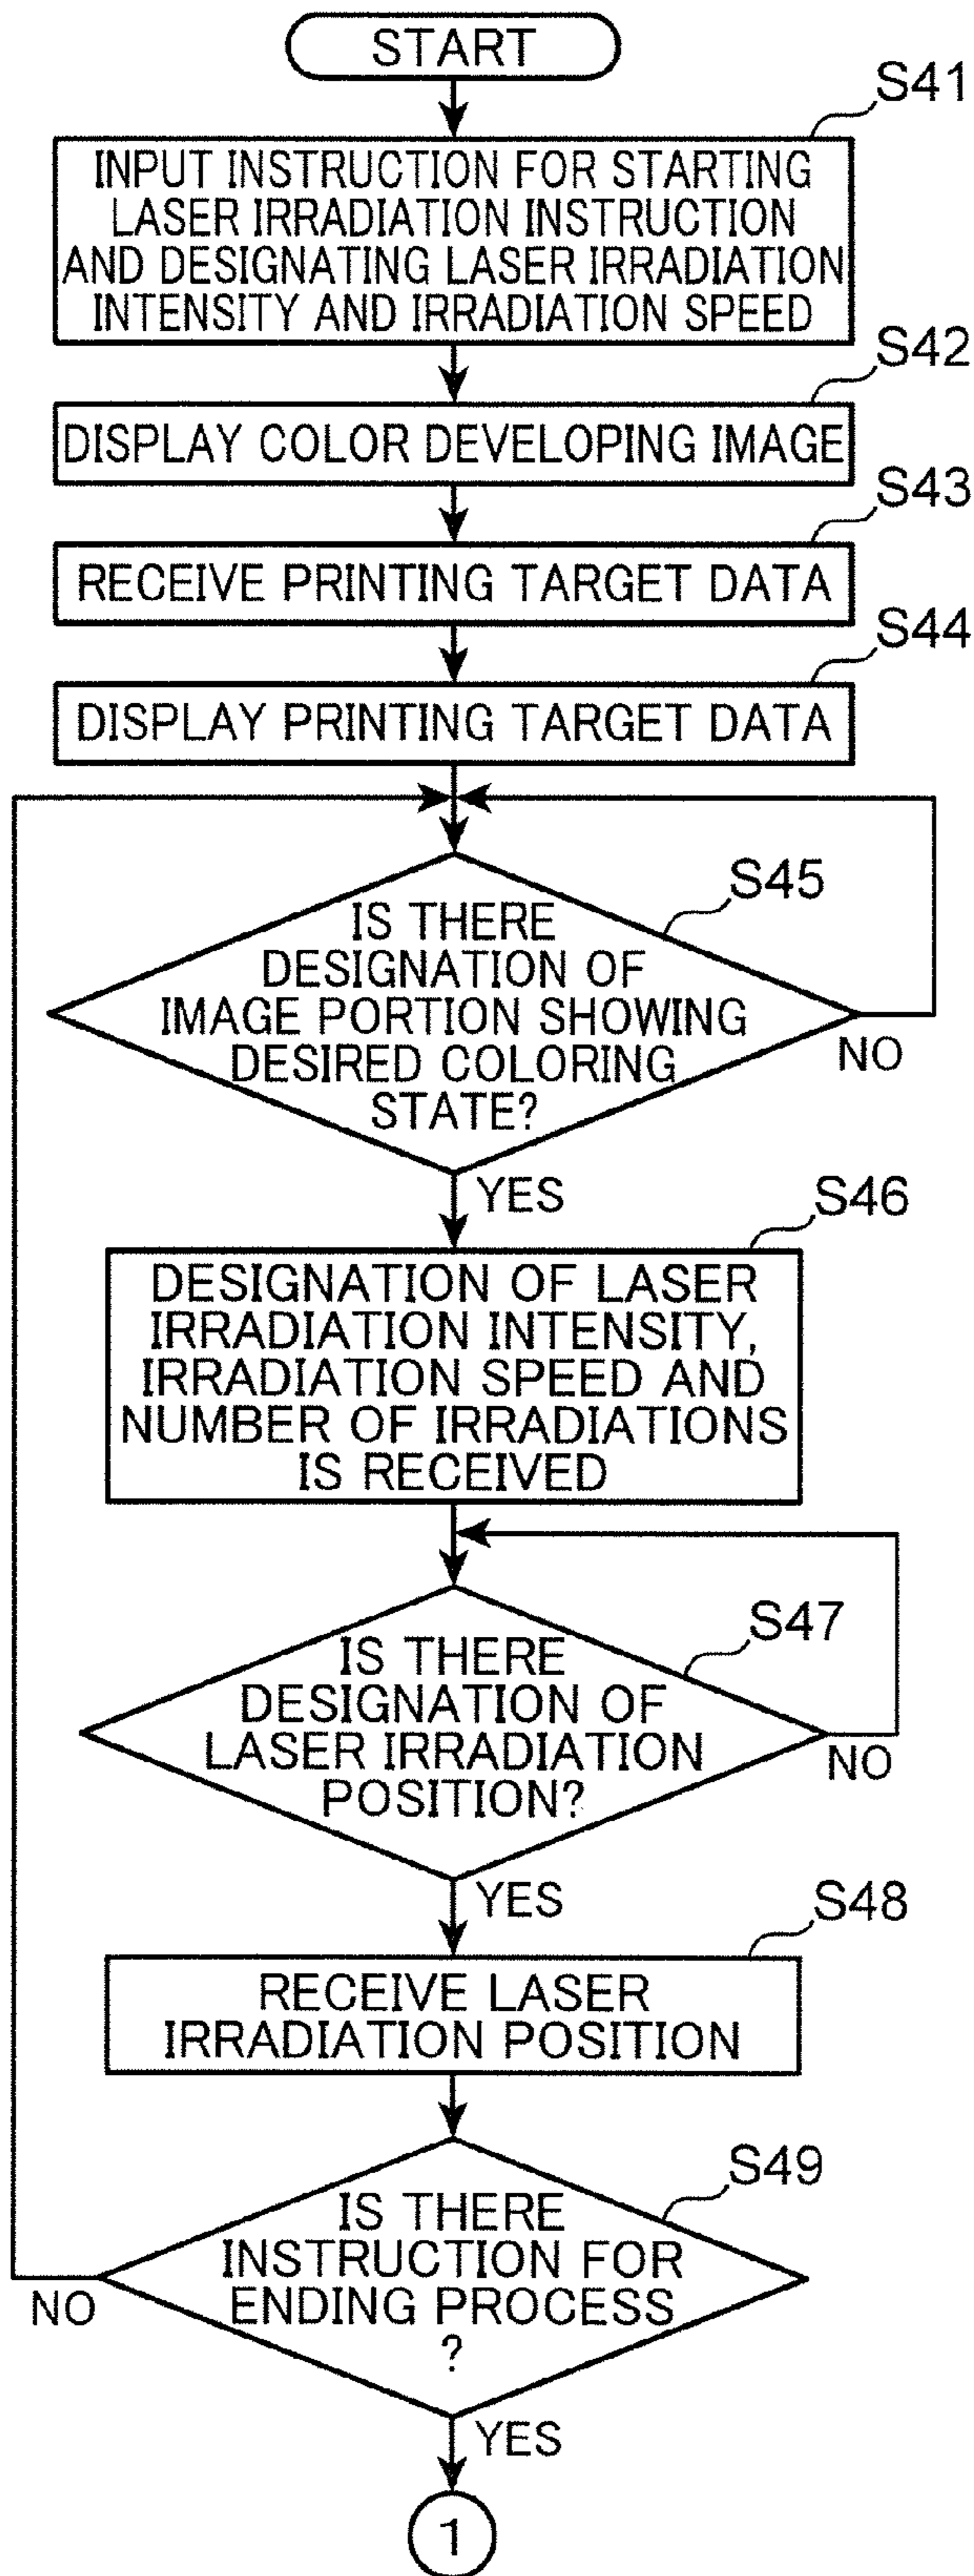 START
S41
INPUT INSTRUCTION FOR STARTING
LASER IRRADIATION INSTRUCTION
AND DESIGNATING LASER IRRADIATION
INTENSITY AND IRRADIATION SPEED
S42
DISPLAY COLOR DEVELOPING IMAGE
S43
RECEIVE PRINTING TARGET DATA
S44
DISPLAY PRINTING TARGET DATA
S45
IS THERE
DESIGNATION OF
IMAGE PORTION SHOWING
DESIRED COLORING
STATE?
NO
YES
S46
DESIGNATION OF LASER
IRRADIATION INTENSITY,
IRRADIATION SPEED AND
NUMBER OF IRRADIATIONS
IS RECEIVED
S47
IS THERE
DESIGNATION OF
LASER IRRADIATION
POSITION?
NO
YES
S48
RECEIVE LASER
IRRADIATION POSITION
S49
IS THERE
INSTRUCTION FOR
ENDING PROCESS
?
NO
YES
1